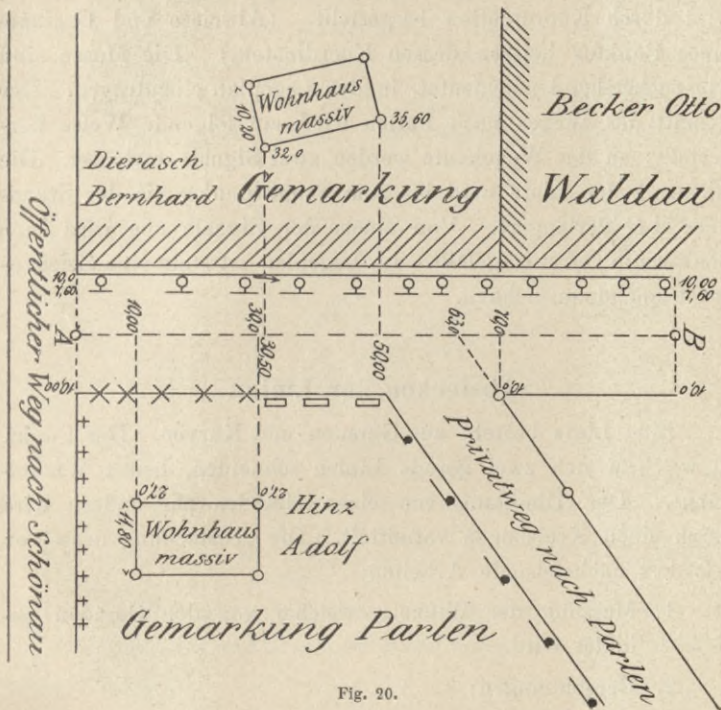 Wohnhaus
massiv
10,20
32,0
35,60
Becker Otto
Dierasch
Bernhard
Gemarkung Waldau
Öffentlicher Weg nach Schönau
10,0
7,60
10,00
7,60
A
B
10,00
30,0
30,50
50,00
63,0
70,0
10,00
10,0
10,0
27,0
27,0
14,80
Wohnhaus
massiv
Hinz
Adolf
Privatweg nach Parlen
Gemarkung Parlen
Fig. 20.